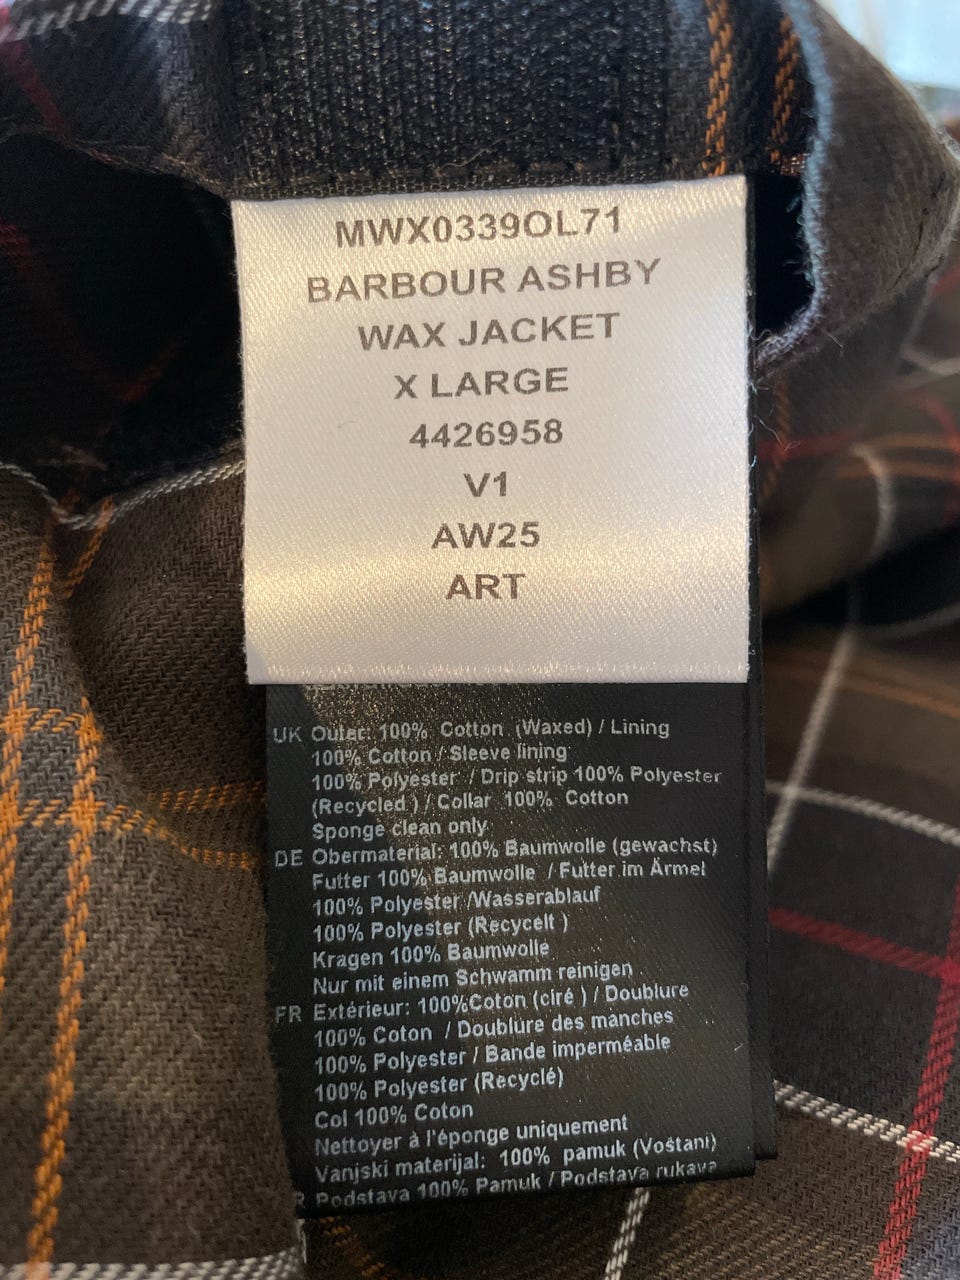 MWX0339OL71
BARBOUR ASHBY
WAX JACKET
X LARGE
4426958
V1
AW25
ART
UK Outer: 100% Cotton (Waxed) / Lining
100% Cotton / Sleeve lining
100% Polyester / Drip strip 100% Polyester
(Recycled ) / Collar 100% Cotton
Sponge clean only
DE Obermaterial: 100% Baumwolle (gewachst)
Futter 100% Baumwolle / Futter im Ärmel
100% Polyester /Wasserablauf
100% Polyester (Recycelt )
Kragen 100% Baumwolle
Nur mit einem Schwamm reinigen
FR Extérieur: 100%Coton (ciré ) / Doublure
100% Coton / Doublure des manches
100% Polyester / Bande imperméable
100% Polyester (Recyclé)
Col 100% Coton
Nettoyer à l'éponge uniquement
Vanjski materijal: 100% pamuk (Voštani)
Podstava 100% Pamuk / Podstava rukava